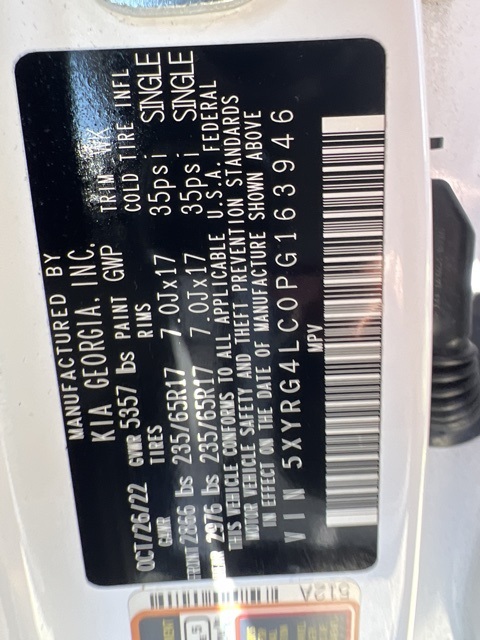 MANUFACTURED BY
KIA GEORGIA, INC.
OCT/26/22 GVWR 5357 lbs PAINT GWP TRIM WK
GAWR TIRES RIMS COLD TIRE INFL
FRONT 2866 lbs 235/65R17 7.0Jx17 35psi SINGLE
REAR 2976 lbs 235/65R17 7.0Jx17 35psi SINGLE
THIS VEHICLE CONFORMS TO ALL APPLICABLE U.S.A. FEDERAL
MOTOR VEHICLE SAFETY AND THEFT PREVENTION STANDARDS
IN EFFECT ON THE DATE OF MANUFACTURE SHOWN ABOVE
VIN 5XYRG4LC0PG163946
MPV